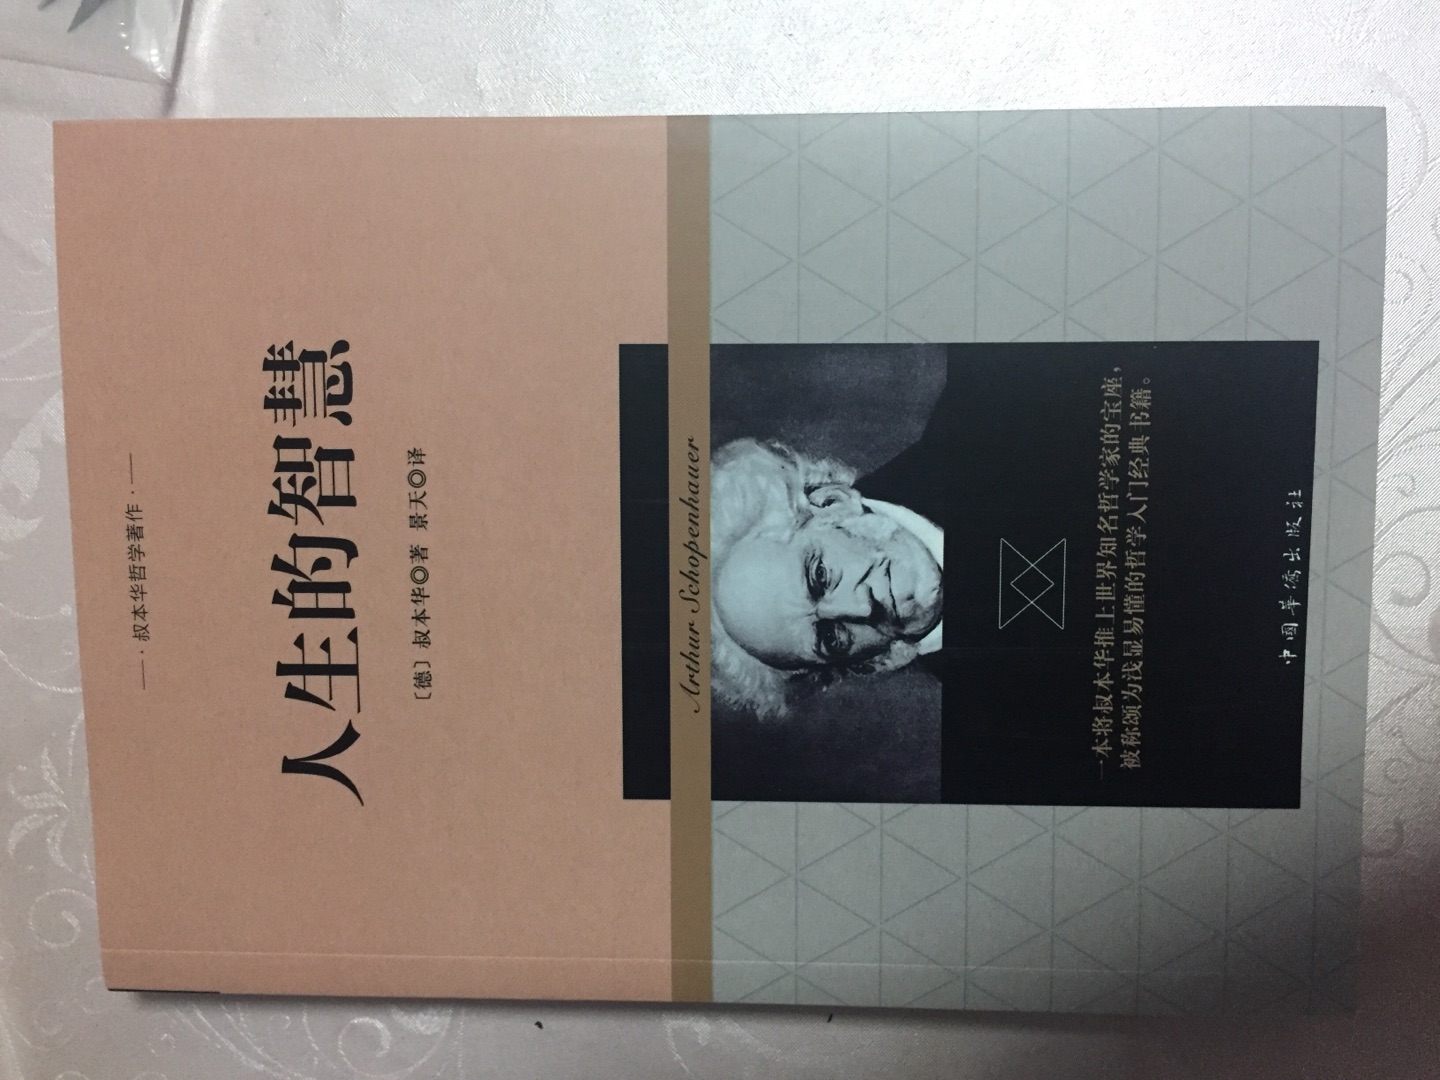 —·叔本华哲学著作·—
人生的智慧
[德] 叔本华◎著 景天◎译
Arthur Schopenhauer
一本将叔本华推上世界知名哲学家的宝座，
被称颂为浅显易懂的哲学入门经典书籍。
中国华侨出版社